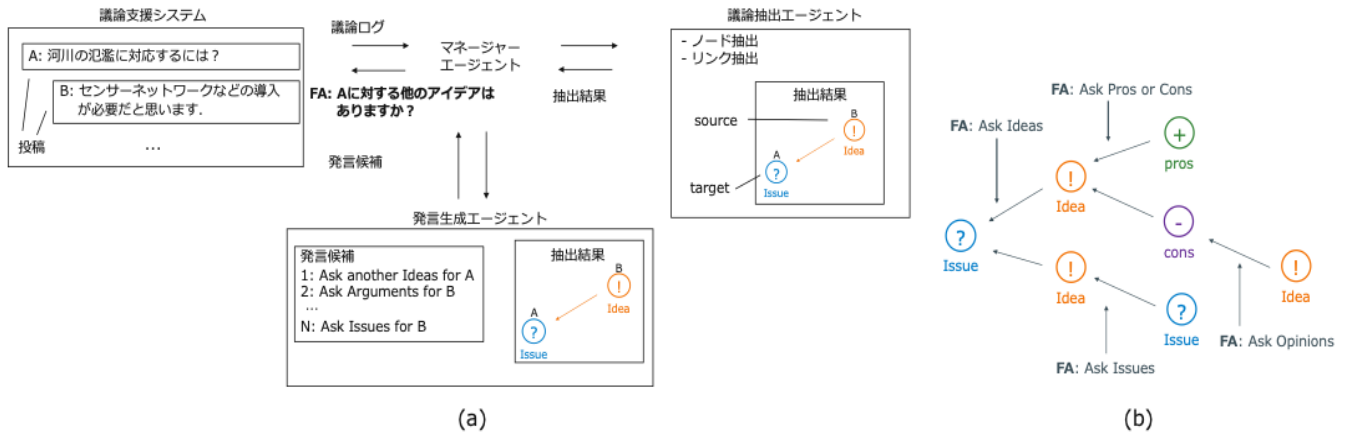 議論支援システム
A: 河川の氾濫に対応するには？
B: センサーネットワークなどの導入
が必要だと思います.
投稿
…
議論ログ
マネージャー
エージェント
FA: Aに対する他のアイデアは
ありますか？
抽出結果
発言候補
議論抽出エージェント
- ノード抽出
- リンク抽出
抽出結果
source
B
!
Idea
A
?
target
Issue
発言生成エージェント
発言候補
1: Ask another Ideas for A
2: Ask Arguments for B
…
N: Ask Issues for B
抽出結果
B
!
Idea
A
?
Issue
(a)
FA: Ask Pros or Cons
FA: Ask Ideas
+
pros
!
Idea
?
Issue
-
cons
!
Idea
!
Idea
?
Issue
FA: Ask Opinions
FA: Ask Issues
(b)